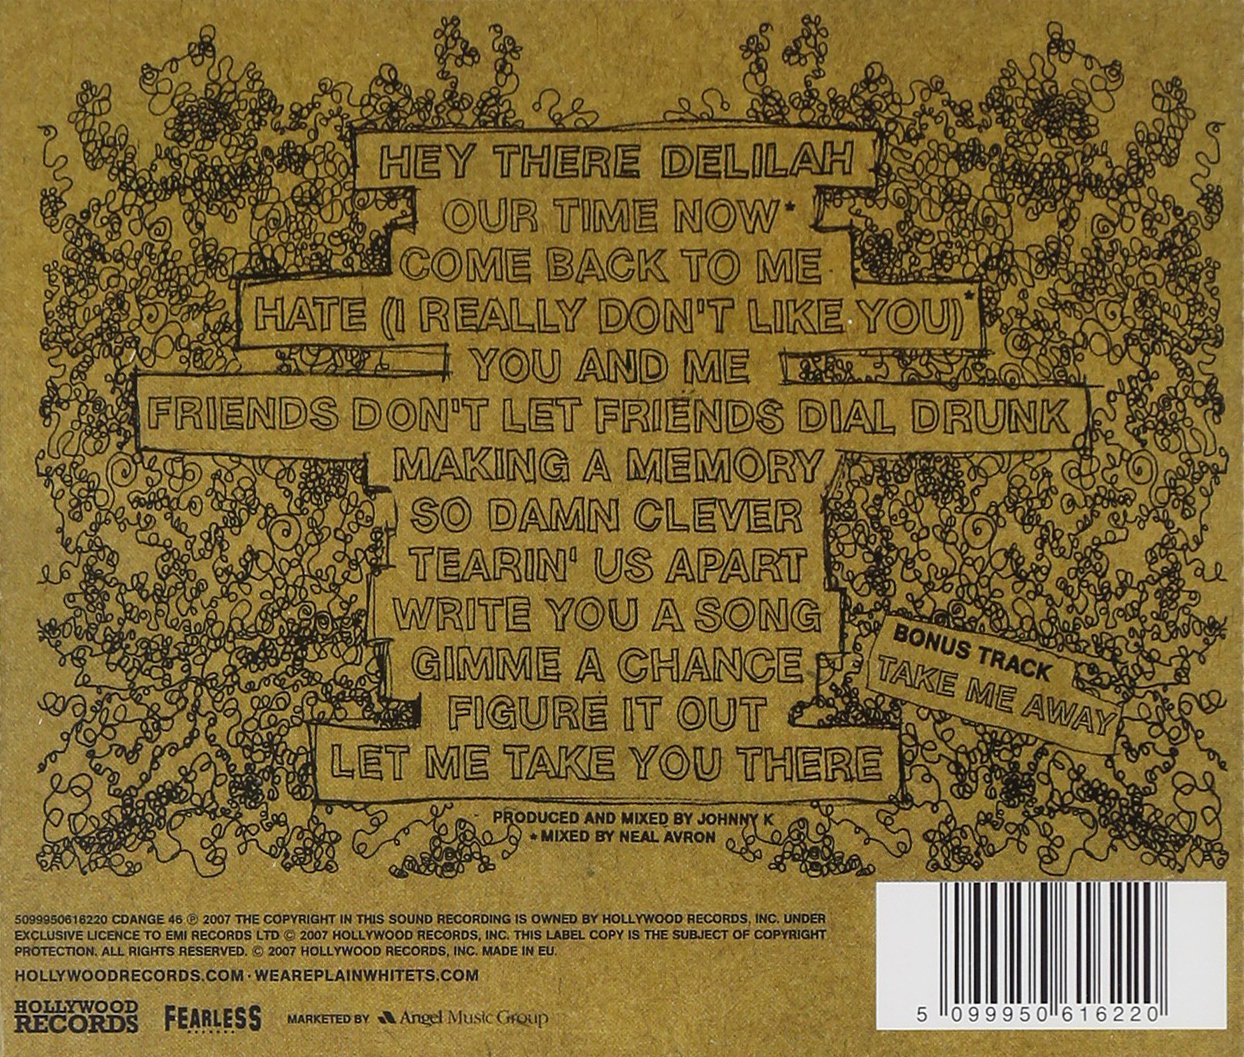 HEY THERE DELILAH
OUR TIME NOW*
COME BACK TO ME
HATE (I REALLY DON'T LIKE YOU)*
YOU AND ME
FRIENDS DON'T LET FRIENDS DIAL DRUNK
MAKING A MEMORY
SO DAMN CLEVER
TEARIN' US APART
WRITE YOU A SONG
GIMME A CHANCE
FIGURE IT OUT
LET ME TAKE YOU THERE
BONUS TRACK
TAKE ME AWAY
PRODUCED AND MIXED BY JOHNNY K
*MIXED BY NEAL AVRON
5099950616220 CDANGE 46 ℗ 2007 THE COPYRIGHT IN THIS SOUND RECORDING IS OWNED BY HOLLYWOOD RECORDS, INC. UNDER
EXCLUSIVE LICENCE TO EMI RECORDS LTD © 2007 HOLLYWOOD RECORDS, INC. THIS LABEL COPY IS THE SUBJECT OF COPYRIGHT
PROTECTION. ALL RIGHTS RESERVED. © 2007 HOLLYWOOD RECORDS, INC. MADE IN EU.
HOLLYWOODRECORDS.COM · WEAREPLAINWHITETS.COM
HOLLYWOOD
RECORDS
FEARLESS
RECORDS
MARKETED BY Angel Music Group
5 099950 616220